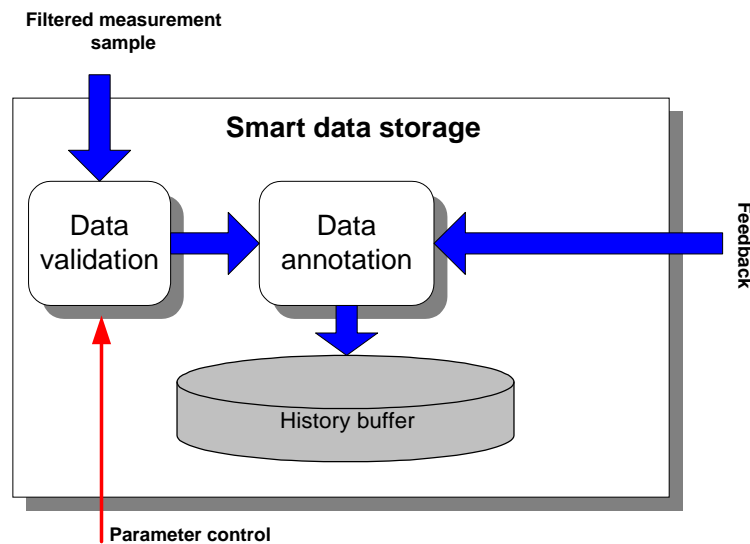 Filtered measurement
sample
Smart data storage
Data
validation
Data
annotation
Feedback
History buffer
Parameter control